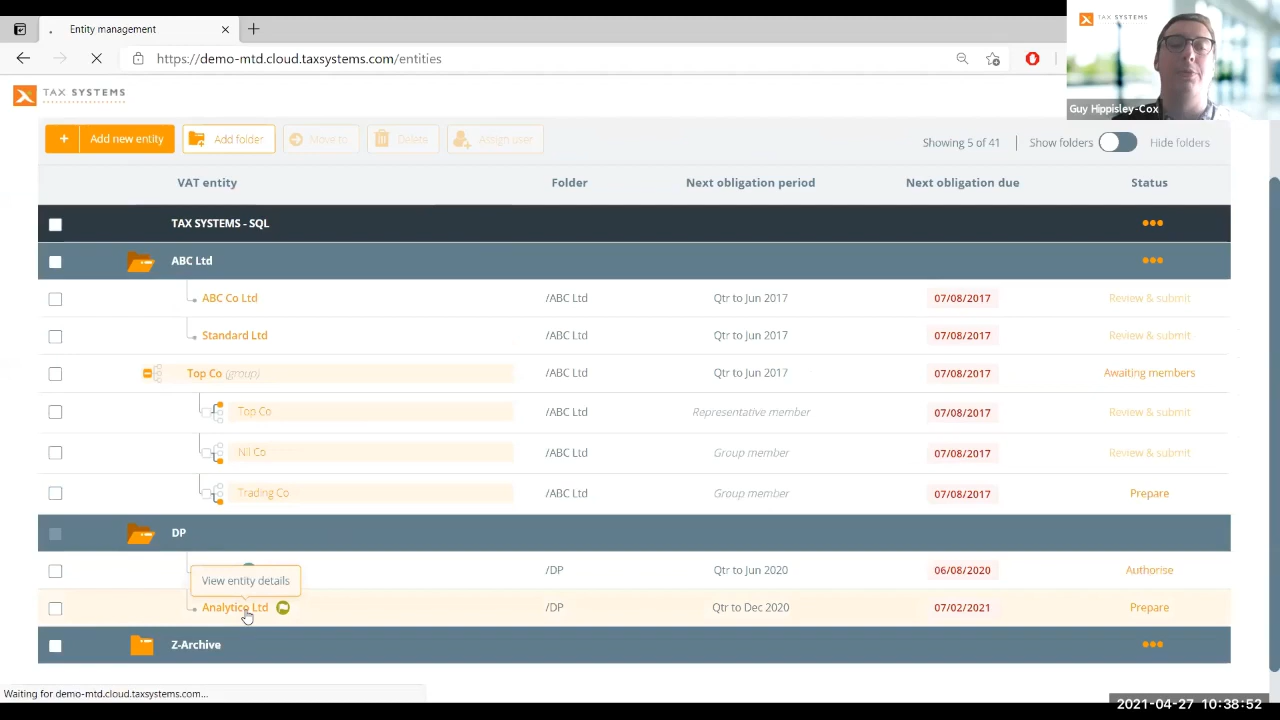 Entity management
https://demo-mtd.cloud.taxsystems.com/entities
TAX SYSTEMS
Guy Hippisley-Cox
TAX SYSTEMS
+ Add new entity
Add folder
Move to
Delete
Assign user
Showing 5 of 41
Show folders
Hide folders
VAT entity Folder Next obligation period Next obligation due Status
TAX SYSTEMS - SQL
ABC Ltd
ABC Co Ltd /ABC Ltd Qtr to Jun 2017 07/08/2017 Review & submit
Standard Ltd /ABC Ltd Qtr to Jun 2017 07/08/2017 Review & submit
Top Co (group) /ABC Ltd Qtr to Jun 2017 07/08/2017 Awaiting members
Top Co /ABC Ltd Representative member 07/08/2017 Review & submit
Nil Co /ABC Ltd Group member 07/08/2017 Review & submit
Trading Co /ABC Ltd Group member 07/08/2017 Prepare
DP
/DP Qtr to Jun 2020 06/08/2020 Authorise
View entity details
Analytico Ltd /DP Qtr to Dec 2020 07/02/2021 Prepare
Z-Archive
Waiting for demo-mtd.cloud.taxsystems.com...
2021-04-27 10:38:52